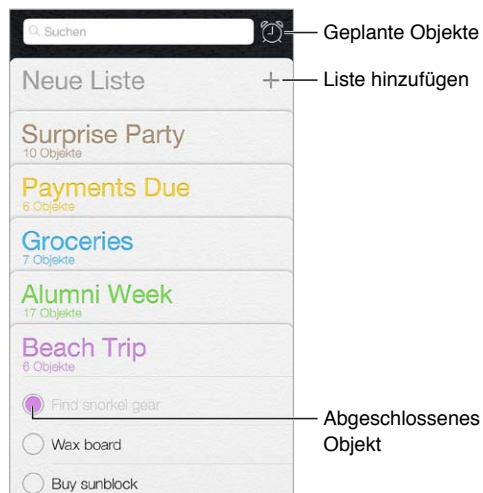 Suchen
Geplante Objekte
Neue Liste
Liste hinzufügen
Surprise Party
10 Objekte
Payments Due
6 Objekte
Groceries
7 Objekte
Alumni Week
17 Objekte
Beach Trip
6 Objekte
Find snorkel gear
Abgeschlossenes
Objekt
Wax board
Buy sunblock